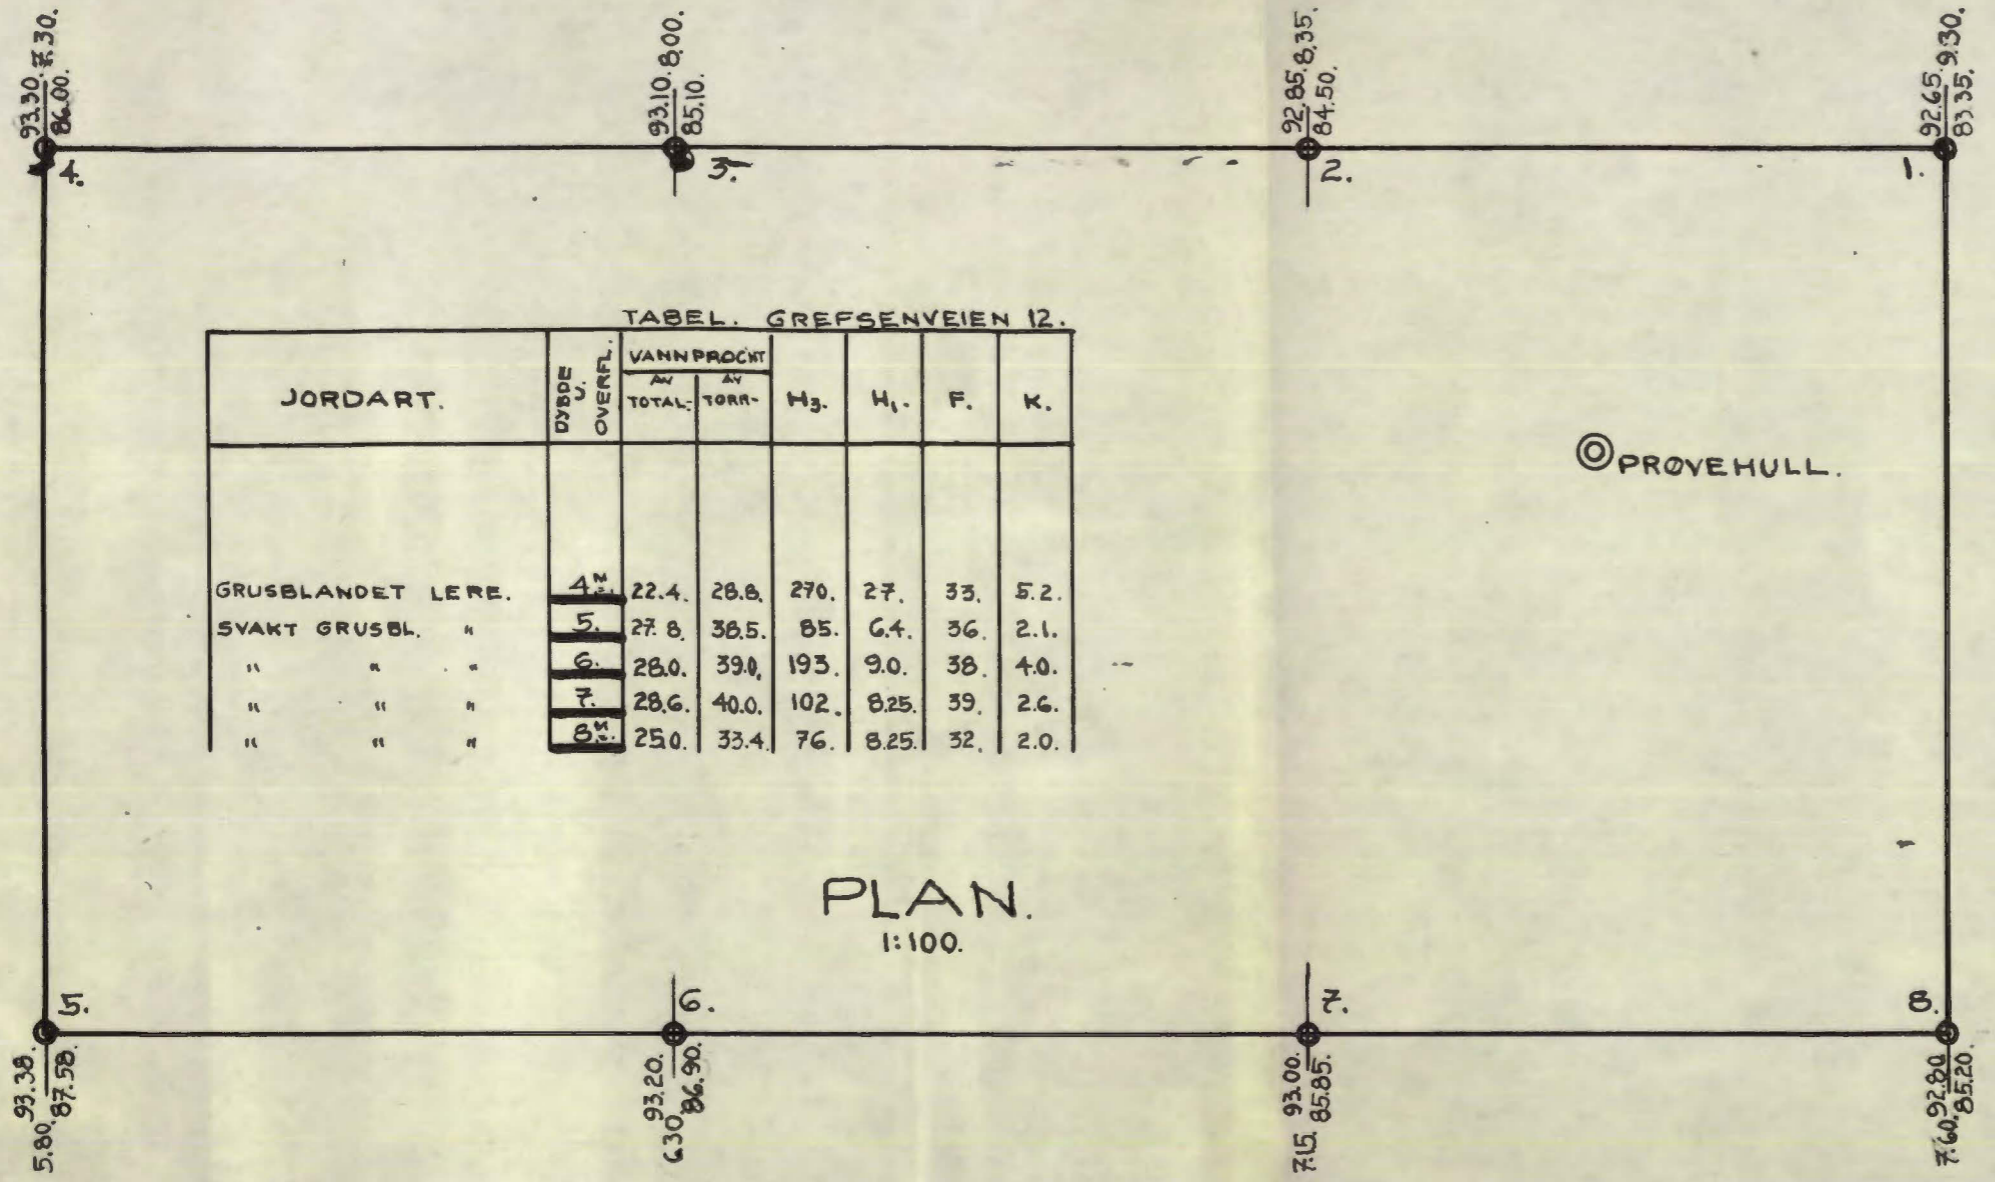 93.30. 7.30.
86.00.
93.10. 8.00.
85.10.
92.85. 8.35.
84.50.
92.65. 9.30.
83.35.
4.
3.
2.
1.
TABEL. GREFSENVEIEN 12.
JORDART.
DYBDE U. OVERFL.
VANNPROCNT
AV TOTAL-
AV TORR-
H3.
H1.
F.
K.
GRUSBLANDET LERE. 4M. 22.4. 28.8. 270. 27. 33. 5.2.
SVAKT GRUSBL. " 5. 27.8. 38.5. 85. 6.4. 36. 2.1.
" " " 6. 28.0. 39.0. 193. 9.0. 38. 4.0.
" " " 7. 28.6. 40.0. 102. 8.25. 39. 2.6.
" " " 8M. 25.0. 33.4. 76. 8.25. 32. 2.0.
PRØVEHULL.
PLAN.
1:100.
5.
6.
7.
8.
5.80. 93.38.
87.58.
6.30. 93.20.
86.90.
7.15. 93.00.
85.85.
7.60. 92.80.
85.20.